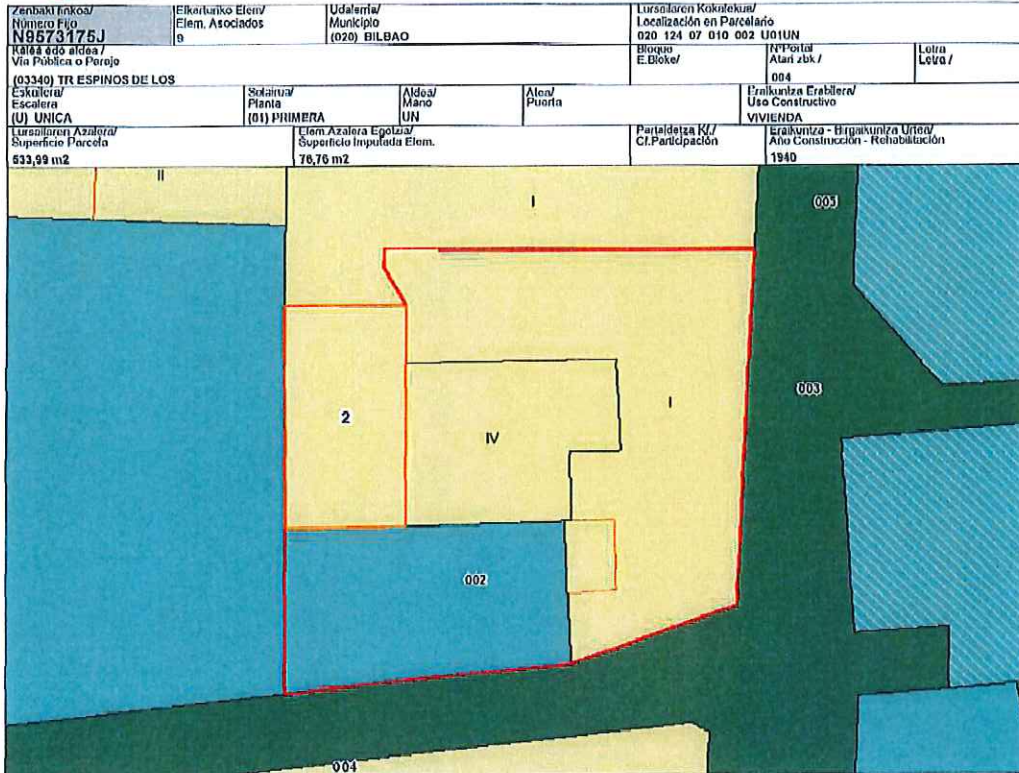 Zenbaki finkoa/ Elkarturiko Elem/ Udalerria/ Lursailaren Kokalekua/
Número Fijo Elem. Asociados Municipio Localización en Parcelario
N9573175J 9 (020) BILBAO 020 124 07 010 002 U01UN
Kalea edo aldea / Bloque NºPortal Letra
Vía Pública o Paraje E.Bloke/ Atari zbk / Letra /
(03340) TR ESPINOS DE LOS 004
Eskailera/ Solairua/ Aldea/ Atea/ Eraikuntza Erabilera/
Escalera Planta Mano Puerta Uso Constructivo
(U) UNICA (01) PRIMERA UN VIVIENDA
Lursailaren Azalera/ Elem.Azalera Egotzia/ Partaidetza Kf./ Eraikuntza - Birgaikuntza Urtea/
Superficie Parcela Superficie Imputada Elem. Cf.Participación Año Construcción - Rehabilitación
533,99 m2 76,76 m2 1940
II
I
003
003
I
2
IV
002
004